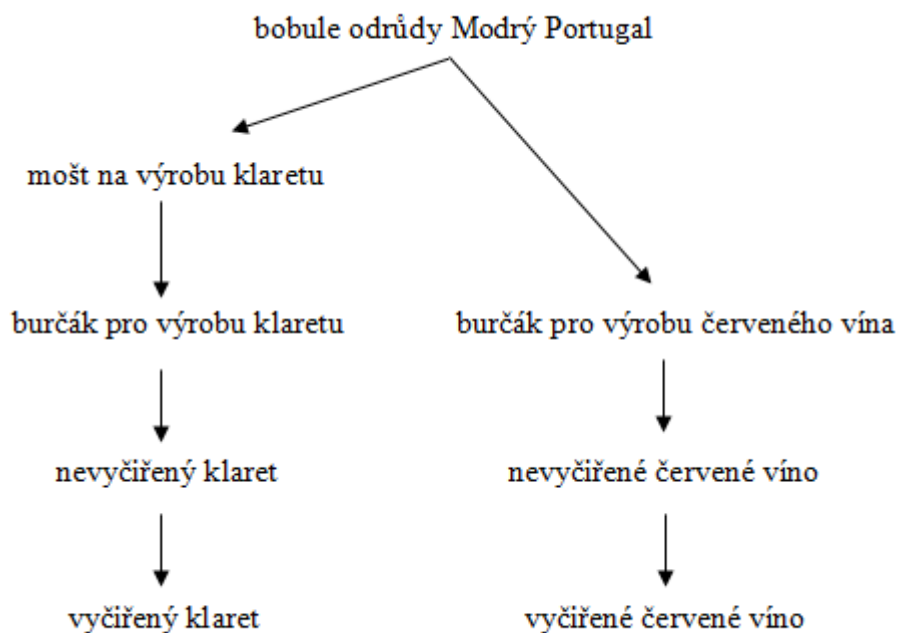 bobule odrůdy Modrý Portugal
mošt na výrobu klaretu
burčák pro výrobu klaretu
burčák pro výrobu červeného vína
nevyčiřený klaret
nevyčiřené červené víno
vyčiřený klaret
vyčiřené červené víno